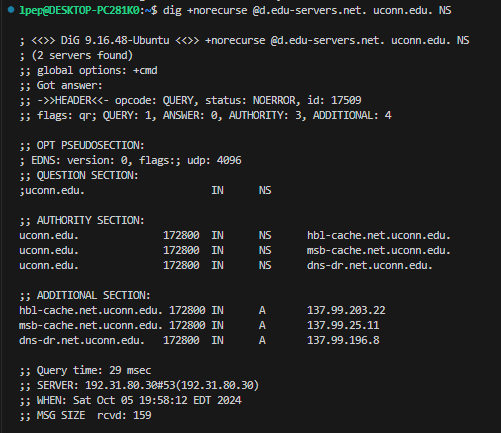 lpep@DESKTOP-PC281K0:~$ dig +norecurse @d.edu-servers.net. uconn.edu. NS
; <<>> DiG 9.16.48-Ubuntu <<>> +norecurse @d.edu-servers.net. uconn.edu. NS
; (2 servers found)
;; global options: +cmd
;; Got answer:
;; ->>HEADER<<- opcode: QUERY, status: NOERROR, id: 17509
;; flags: qr; QUERY: 1, ANSWER: 0, AUTHORITY: 3, ADDITIONAL: 4
;; OPT PSEUDOSECTION:
; EDNS: version: 0, flags:; udp: 4096
;; QUESTION SECTION:
;uconn.edu. IN NS
;; AUTHORITY SECTION:
uconn.edu. 172800 IN NS hbl-cache.net.uconn.edu.
uconn.edu. 172800 IN NS msb-cache.net.uconn.edu.
uconn.edu. 172800 IN NS dns-dr.net.uconn.edu.
;; ADDITIONAL SECTION:
hbl-cache.net.uconn.edu. 172800 IN A 137.99.203.22
msb-cache.net.uconn.edu. 172800 IN A 137.99.25.11
dns-dr.net.uconn.edu. 172800 IN A 137.99.196.8
;; Query time: 29 msec
;; SERVER: 192.31.80.30#53(192.31.80.30)
;; WHEN: Sat Oct 05 19:58:12 EDT 2024
;; MSG SIZE rcvd: 159